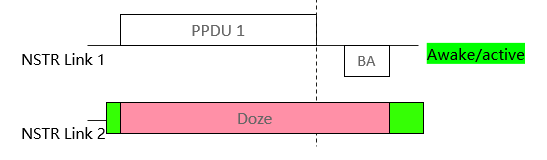 PPDU 1
NSTR Link 1
BA
Awake/active
Doze
NSTR Link 2